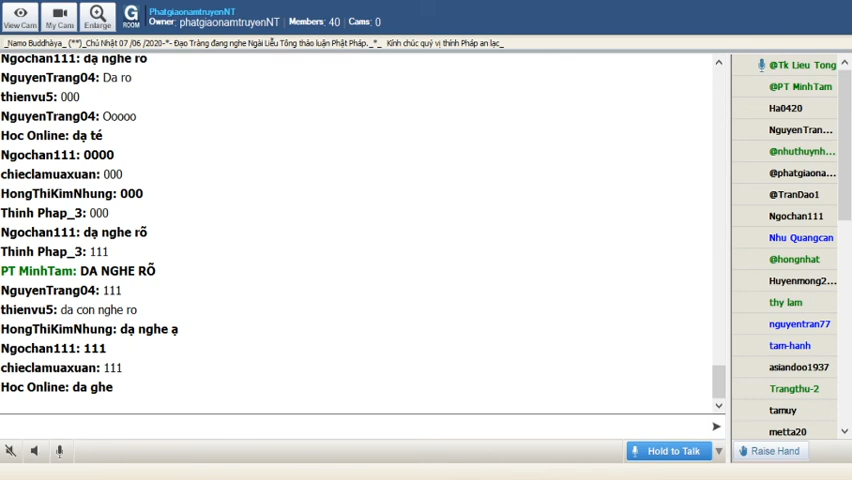 View Cam
My Cam
Enlarge
G
ROOM
PhatgiaonamtruyenNT
Owner: phatgiaonamtruyenNT Members: 40 Cams: 0
_Namo Buddhàya_ (**)_Chủ Nhật 07 /06 /2020-*- Đạo Tràng đang nghe Ngài Liễu Tông thảo luận Phật Pháp._*_ Kính chúc quý vị thính Pháp an lạc_
Ngochan111: dạ nghe rõ
NguyenTrang04: Da ro
thienvu5: 000
NguyenTrang04: Ooooo
Hoc Online: dạ té
Ngochan111: 0000
chieclamuaxuan: 000
HongThiKimNhung: 000
Thinh Phap_3: 000
Ngochan111: dạ nghe rõ
Thinh Phap_3: 111
PT MinhTam: DA NGHE RÕ
NguyenTrang04: 111
thienvu5: da con nghe ro
HongThiKimNhung: dạ nghe ạ
Ngochan111: 111
chieclamuaxuan: 111
Hoc Online: da ghe
@Tk Lieu Tong
@PT MinhTam
Ha0420
NguyenTran...
@nhuthuynh...
@phatgiaona...
@TranDao1
Ngochan111
Nhu Quangcan
@hongnhat
Huyenmong2...
thy lam
nguyentran77
tam-hanh
asiandoo1937
Trangthu-2
tamuy
metta20
Hold to Talk
Raise Hand